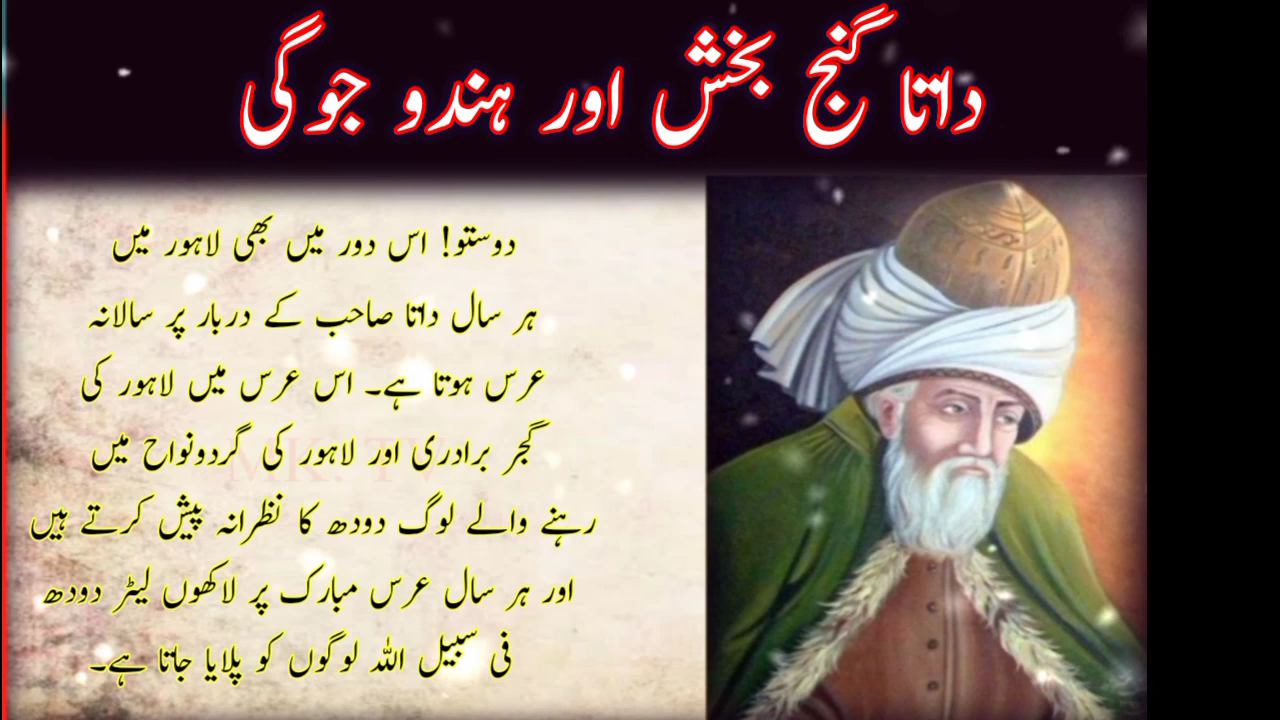 داتا گنج بخش اور ہندو جوگی
دوستو! اس دور میں بھی لاہور میں
ہر سال داتا صاحب کے دربار پر سالانہ
عرس ہوتا ہے۔ اس عرس میں لاہور کی
گجر برادری اور لاہور کی گردونواح میں
رہنے والے لوگ دودھ کا نظرانہ پیش کرتے ہیں
اور ہر سال عرس مبارک پر لاکھوں لیٹر دودھ
فی سبیل اللہ لوگوں کو پلایا جاتا ہے۔
MK. TV